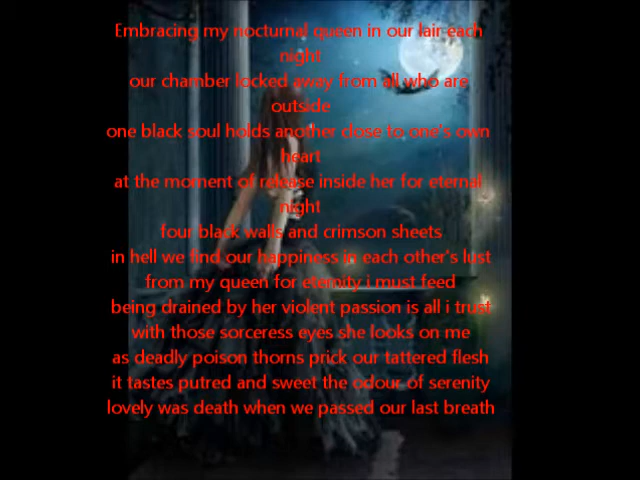 Embracing my nocturnal queen in our lair each
night
our chamber locked away from all who are
outside
one black soul holds another close to one's own
heart
at the moment of release inside her for eternal
night
four black walls and crimson sheets
in hell we find our happiness in each other's lust
from my queen for eternity i must feed
being drained by her violent passion is all i trust
with those sorceress eyes she looks on me
as deadly poison thorns prick our tattered flesh
it tastes putred and sweet the odour of serenity
lovely was death when we passed our last breath